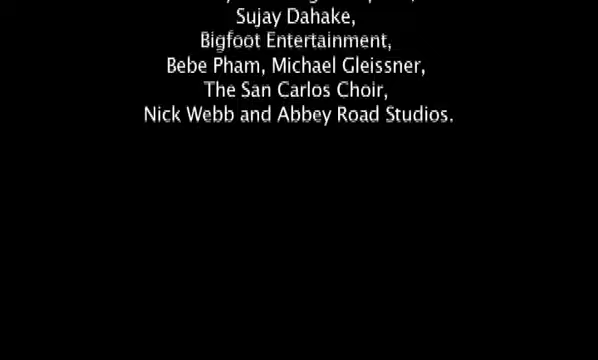 Sujay Dahake,
Bigfoot Entertainment,
Bebe Pham, Michael Gleissner,
The San Carlos Choir,
Nick Webb and Abbey Road Studios.